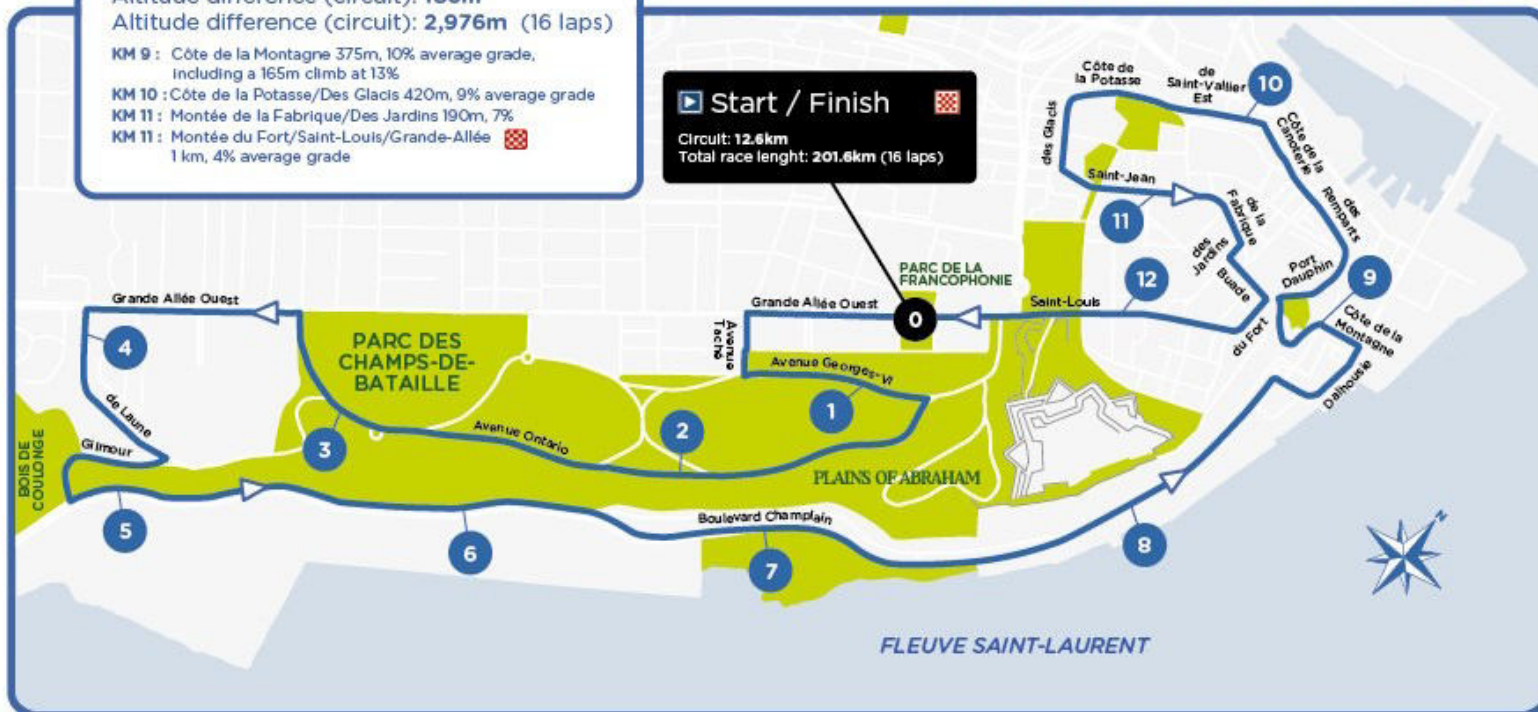 Altitude difference (circuit):
Altitude difference (circuit): 2,976m (16 laps)
KM 9 : Côte de la Montagne 375m, 10% average grade,
including a 165m climb at 13%
KM 10 : Côte de la Potasse/Des Glacis 420m, 9% average grade
KM 11 : Montée de la Fabrique/Des Jardins 190m, 7%
KM 11 : Montée du Fort/Saint-Louis/Grande-Allée
1 km, 4% average grade
Start / Finish
Circuit: 12.6km
Total race lenght: 201.6km (16 laps)
Côte de
la Potasse
de
Saint-Vallier
Est
10
Côte de la
Canoterie
des Glacis
des
Remparts
Saint-Jean
11
de la
Fabrique
des
Jardins
Buade
Port
Dauphin
9
Côte de la
Montagne
du Fort
Dalhousie
PARC DE LA
FRANCOPHONIE
Grande Allée Ouest
0
Saint-Louis
12
Grande Allée Ouest
4
PARC DES
CHAMPS-DE-
BATAILLE
Avenue
Taché
Avenue Georges-VI
1
de Laune
Gilmour
BOIS DE
COULONGE
3
Avenue Ontario
2
PLAINS OF ABRAHAM
5
6
Boulevard Champlain
7
8
N
FLEUVE SAINT-LAURENT